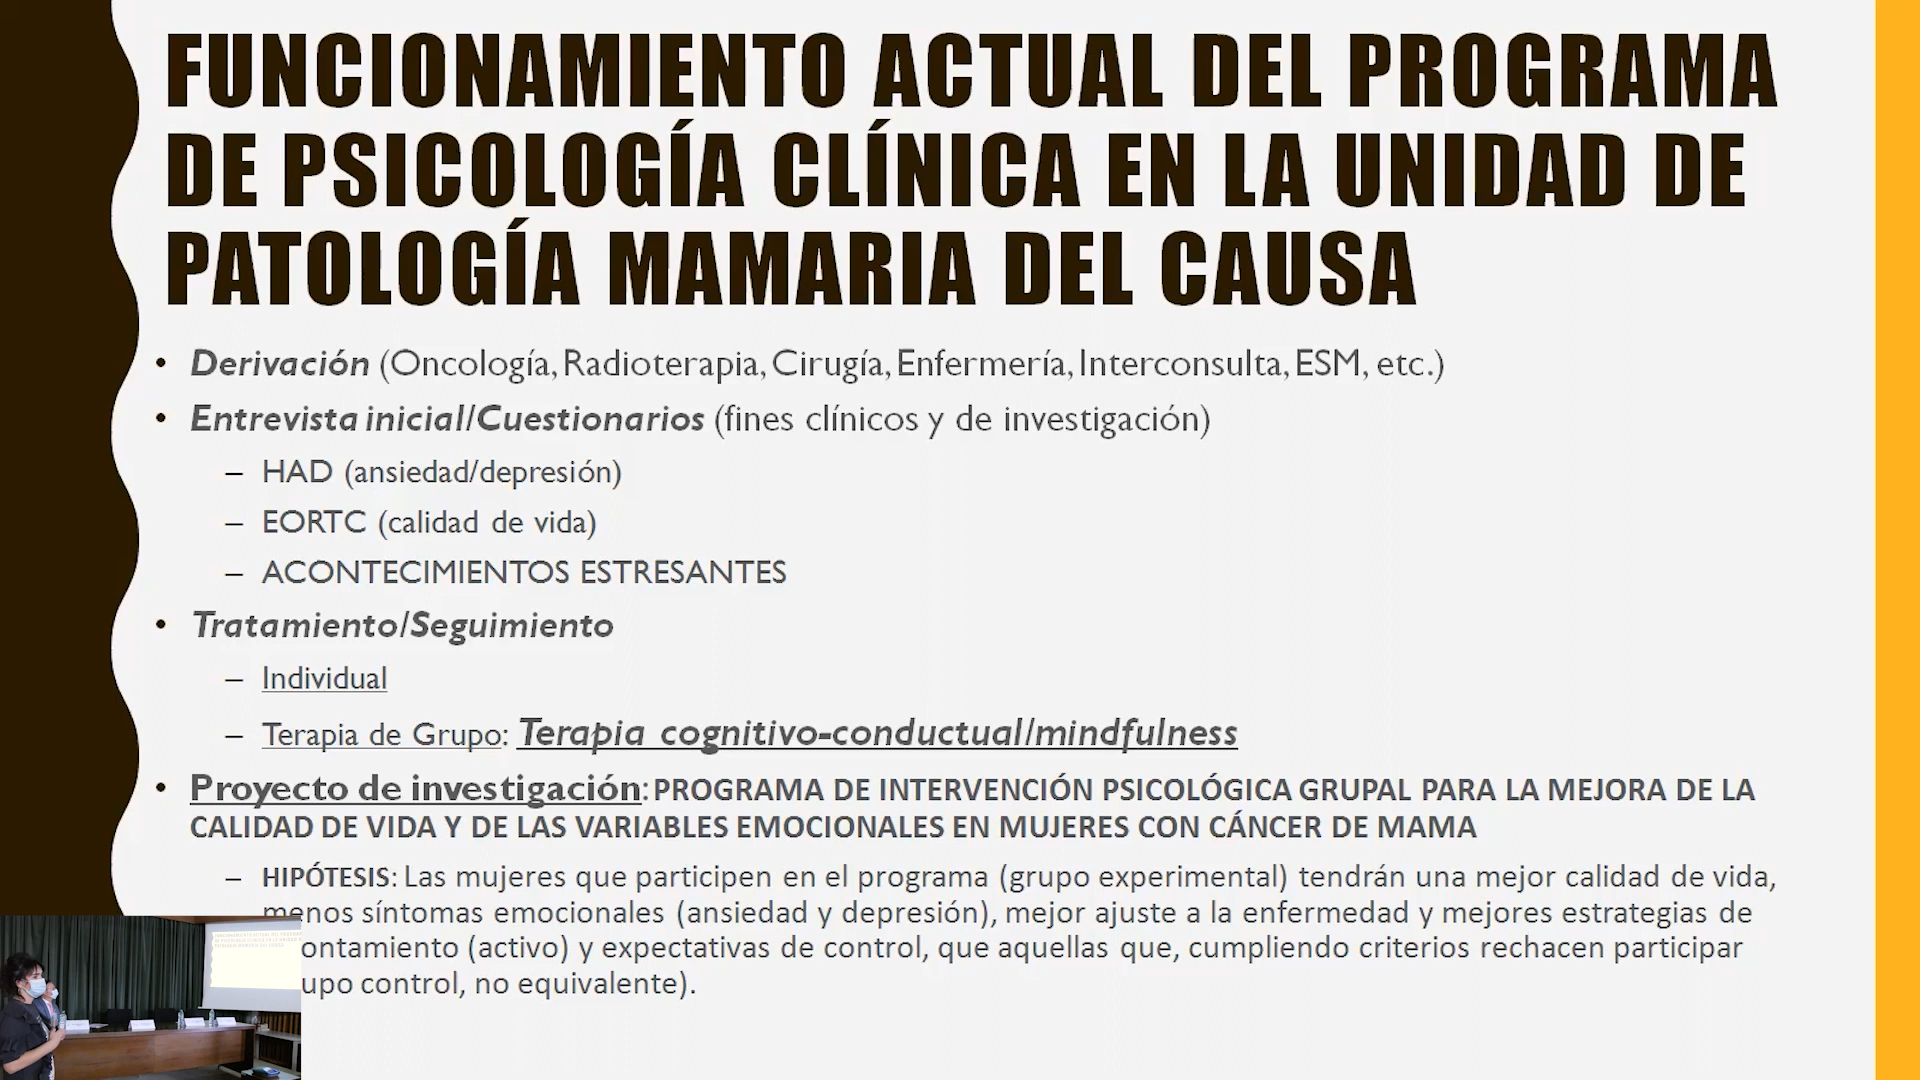 FUNCIONAMIENTO ACTUAL DEL PROGRAMA
DE PSICOLOGÍA CLÍNICA EN LA UNIDAD DE
PATOLOGÍA MAMARIA DEL CAUSA
• Derivación (Oncología, Radioterapia, Cirugía, Enfermería, Interconsulta, ESM, etc.)
• Entrevista inicial/Cuestionarios (fines clínicos y de investigación)
– HAD (ansiedad/depresión)
– EORTC (calidad de vida)
– ACONTECIMIENTOS ESTRESANTES
• Tratamiento/Seguimiento
– Individual
– Terapia de Grupo: Terapia cognitivo-conductual/mindfulness
• Proyecto de investigación: PROGRAMA DE INTERVENCIÓN PSICOLÓGICA GRUPAL PARA LA MEJORA DE LA
CALIDAD DE VIDA Y DE LAS VARIABLES EMOCIONALES EN MUJERES CON CÁNCER DE MAMA
– HIPÓTESIS: Las mujeres que participen en el programa (grupo experimental) tendrán una mejor calidad de vida,
menos síntomas emocionales (ansiedad y depresión), mejor ajuste a la enfermedad y mejores estrategias de
ontamiento (activo) y expectativas de control, que aquellas que, cumpliendo criterios rechacen participar
upo control, no equivalente).